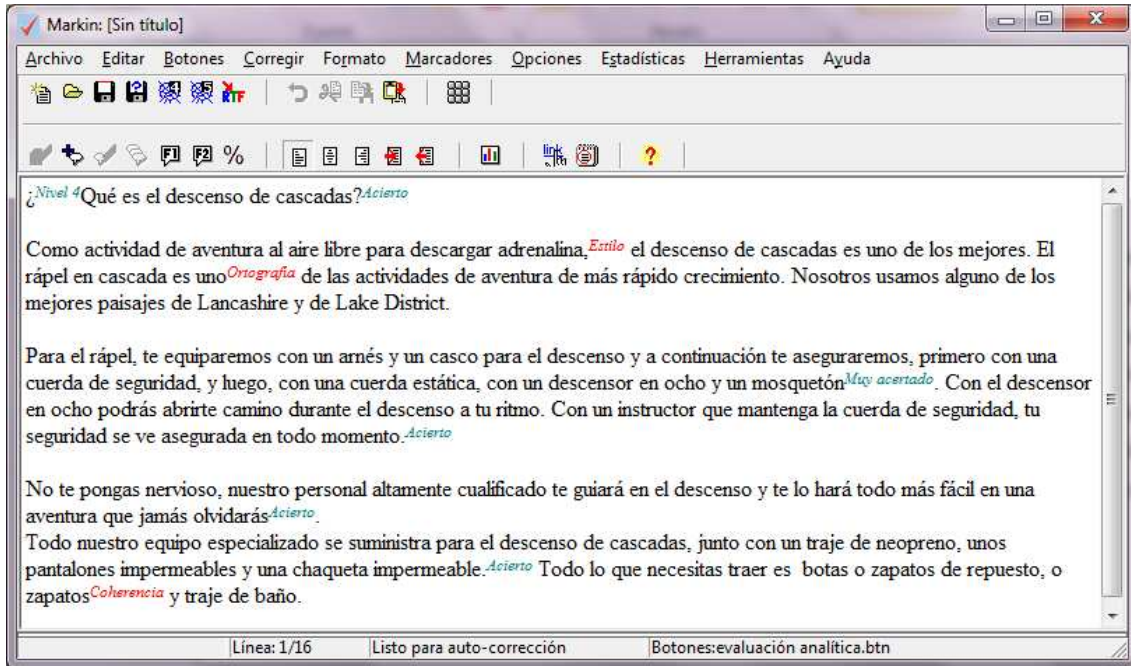 Markin: [Sin título]
Archivo Editar Botones Corregir Formato Marcadores Opciones Estadísticas Herramientas Ayuda
RTF
F1 F2 %
link
?
¿Nivel 4Qué es el descenso de cascadas?Acierto
Como actividad de aventura al aire libre para descargar adrenalina,Estilo el descenso de cascadas es uno de los mejores. El
rápel en cascada es unoOrtografía de las actividades de aventura de más rápido crecimiento. Nosotros usamos alguno de los
mejores paisajes de Lancashire y de Lake District.
Para el rápel, te equiparemos con un arnés y un casco para el descenso y a continuación te aseguraremos, primero con una
cuerda de seguridad, y luego, con una cuerda estática, con un descensor en ocho y un mosquetónMuy acertado. Con el descensor
en ocho podrás abrirte camino durante el descenso a tu ritmo. Con un instructor que mantenga la cuerda de seguridad, tu
seguridad se ve asegurada en todo momento.Acierto
No te pongas nervioso, nuestro personal altamente cualificado te guiará en el descenso y te lo hará todo más fácil en una
aventura que jamás olvidarásAcierto.
Todo nuestro equipo especializado se suministra para el descenso de cascadas, junto con un traje de neopreno, unos
pantalones impermeables y una chaqueta impermeable.Acierto Todo lo que necesitas traer es botas o zapatos de repuesto, o
zapatosCoherencia y traje de baño.
Línea: 1/16 Listo para auto-corrección Botones:evaluación analítica.btn